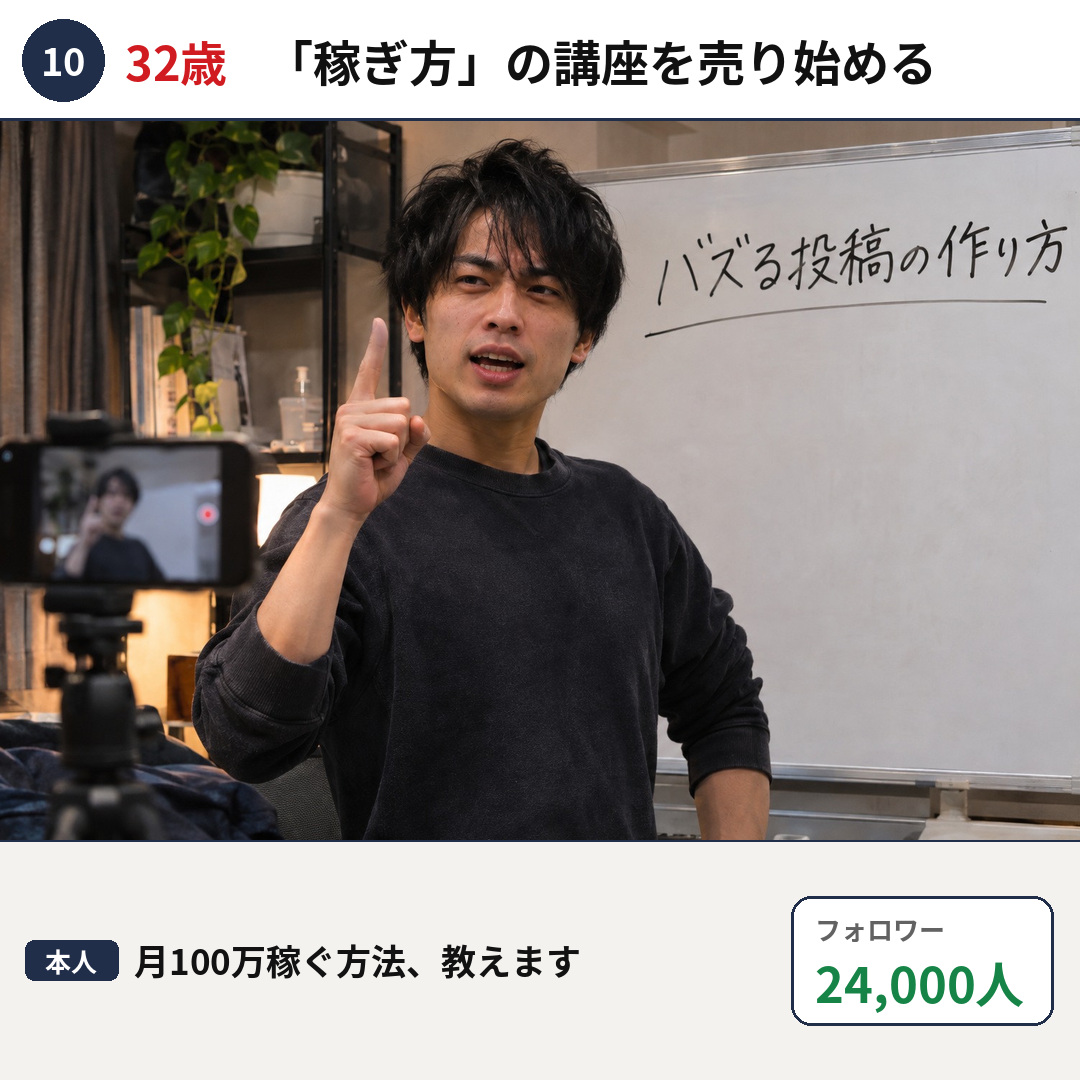 10
32歳 「稼ぎ方」の講座を売り始める
バズる投稿の作り方
本人 月100万稼ぐ方法、教えます
フォロワー
24,000人